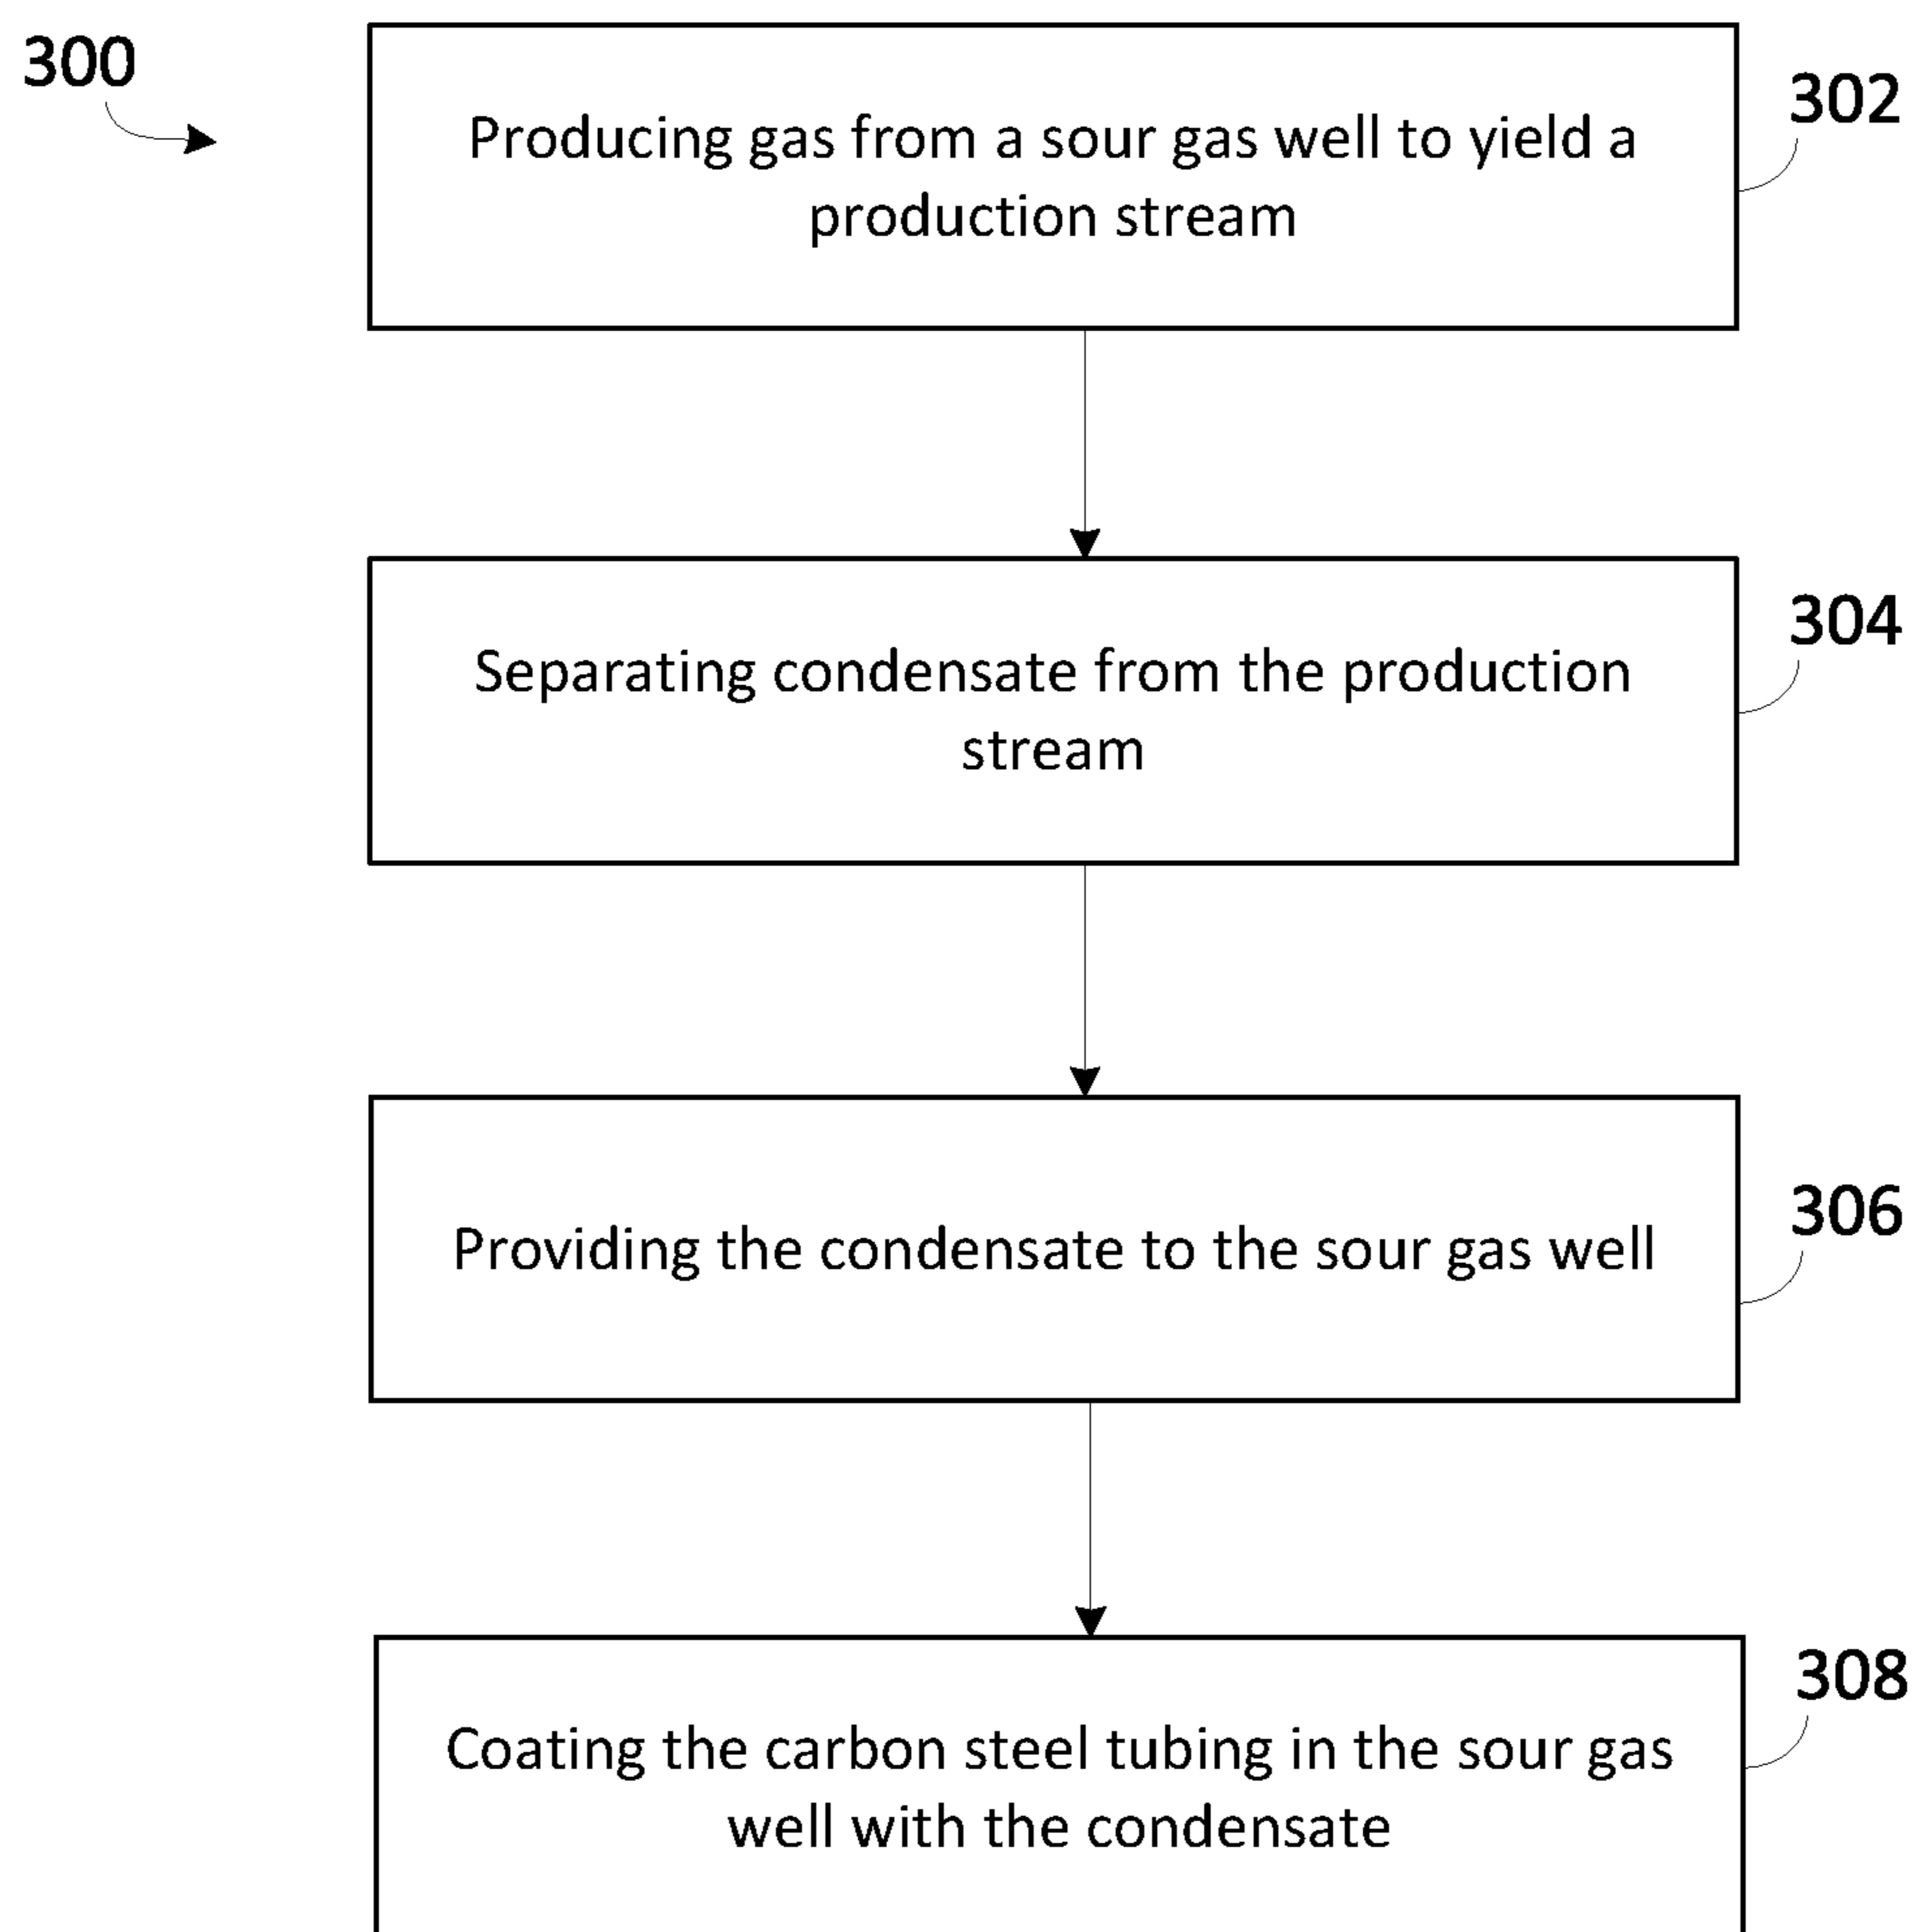 300
302
Producing gas from a sour gas well to yield a
production stream
304
Separating condensate from the production
stream
306
Providing the condensate to the sour gas well
308
Coating the carbon steel tubing in the sour gas
well with the condensate